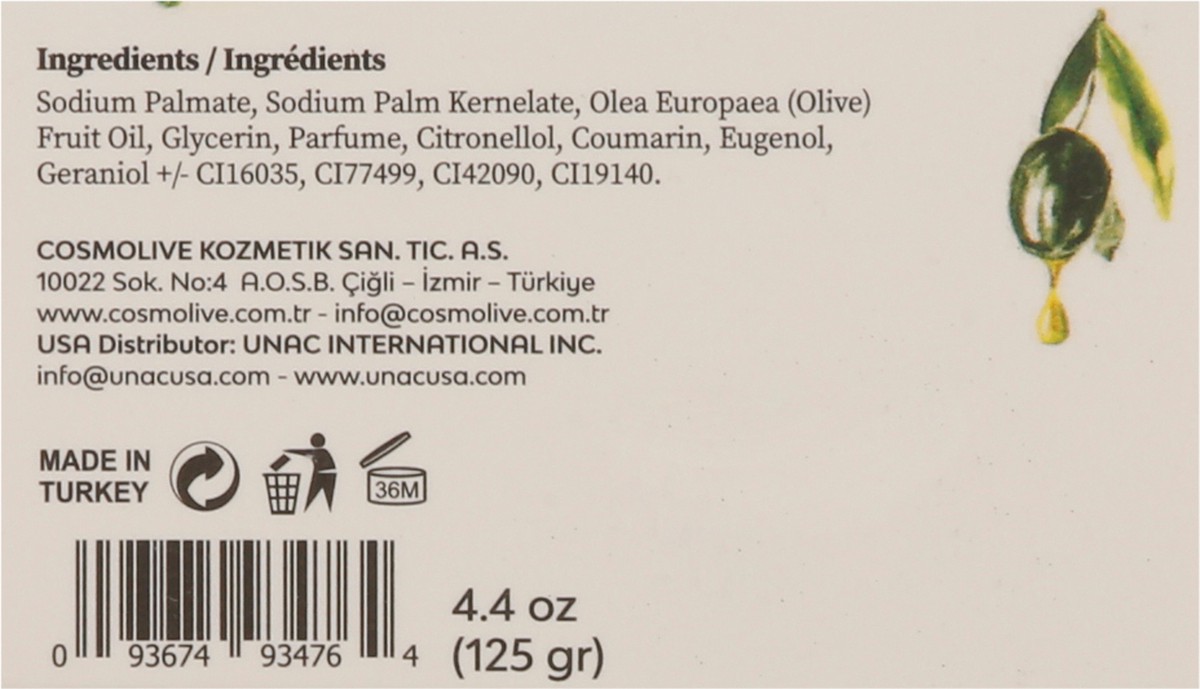 Ingredients / Ingrédients
Sodium Palmate, Sodium Palm Kernelate, Olea Europaea (Olive)
Fruit Oil, Glycerin, Parfume, Citronellol, Coumarin, Eugenol,
Geraniol +/- CI16035, CI77499, CI42090, CI19140.
COSMOLIVE KOZMETIK SAN. TIC. A.S.
10022 Sok. No:4 A.O.S.B. Çiğli – İzmir – Türkiye
www.cosmolive.com.tr - info@cosmolive.com.tr
USA Distributor: UNAC INTERNATIONAL INC.
info@unacusa.com - www.unacusa.com
MADE IN
TURKEY
36M
0 93674 93476 4
4.4 oz
(125 gr)